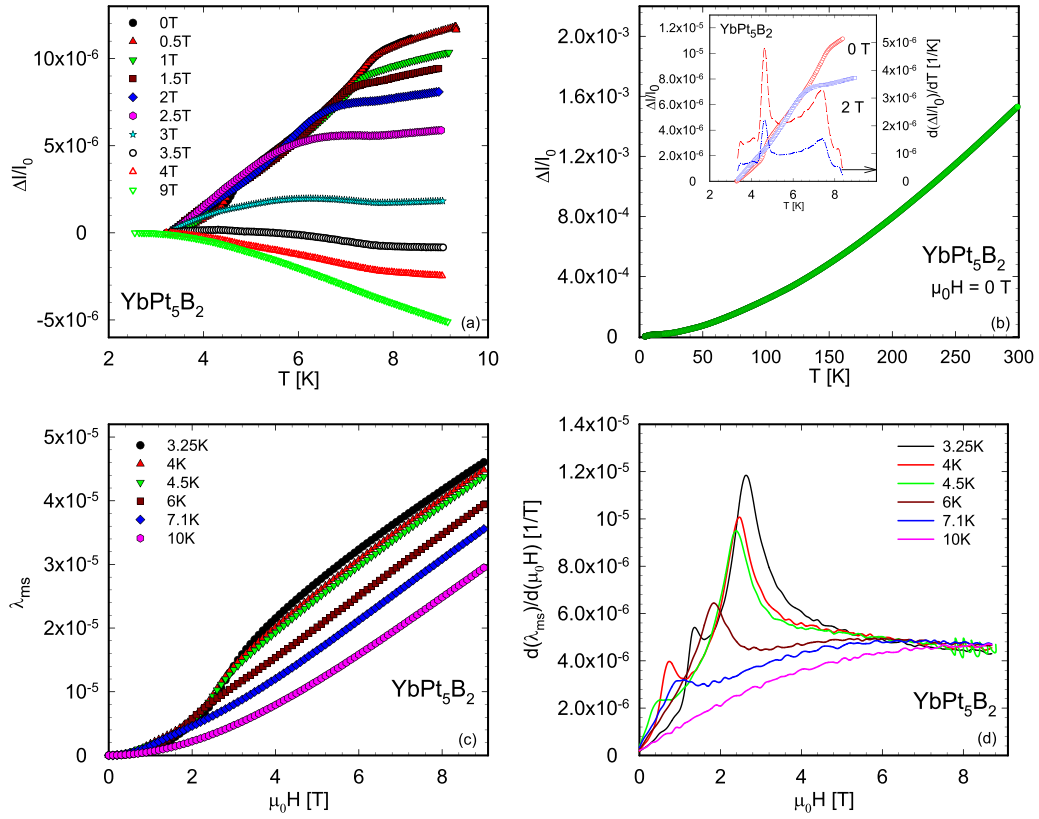 ΔI/I₀
10x10⁻⁶
5x10⁻⁶
0
-5x10⁻⁶
0T
0.5T
1T
1.5T
2T
2.5T
3T
3.5T
4T
9T
YbPt₅B₂
(a)
2 4 6 8 10
T [K]
ΔI/I₀
2.0x10⁻³
1.6x10⁻³
1.2x10⁻³
8.0x10⁻⁴
4.0x10⁻⁴
0
YbPt₅B₂
ΔI/I₀
1.2x10⁻⁵
1.0x10⁻⁵
8.0x10⁻⁶
6.0x10⁻⁶
4.0x10⁻⁶
2.0x10⁻⁶
0
0 T
2 T
5x10⁻⁶
4x10⁻⁶
3x10⁻⁶
2x10⁻⁶
1x10⁻⁶
0
d(ΔI/I₀)/dT [1/K]
2 4 6 8
T [K]
YbPt₅B₂
μ₀H = 0 T
(b)
0 50 100 150 200 250 300
T [K]
λms
5x10⁻⁵
4x10⁻⁵
3x10⁻⁵
2x10⁻⁵
1x10⁻⁵
0
3.25K
4K
4.5K
6K
7.1K
10K
YbPt₅B₂
(c)
0 2 4 6 8
μ₀H [T]
d(λms)/d(μ₀H) [1/T]
1.4x10⁻⁵
1.2x10⁻⁵
10⁻⁵
8.0x10⁻⁶
6.0x10⁻⁶
4.0x10⁻⁶
2.0x10⁻⁶
0
3.25K
4K
4.5K
6K
7.1K
10K
YbPt₅B₂
(d)
0 2 4 6 8
μ₀H [T]